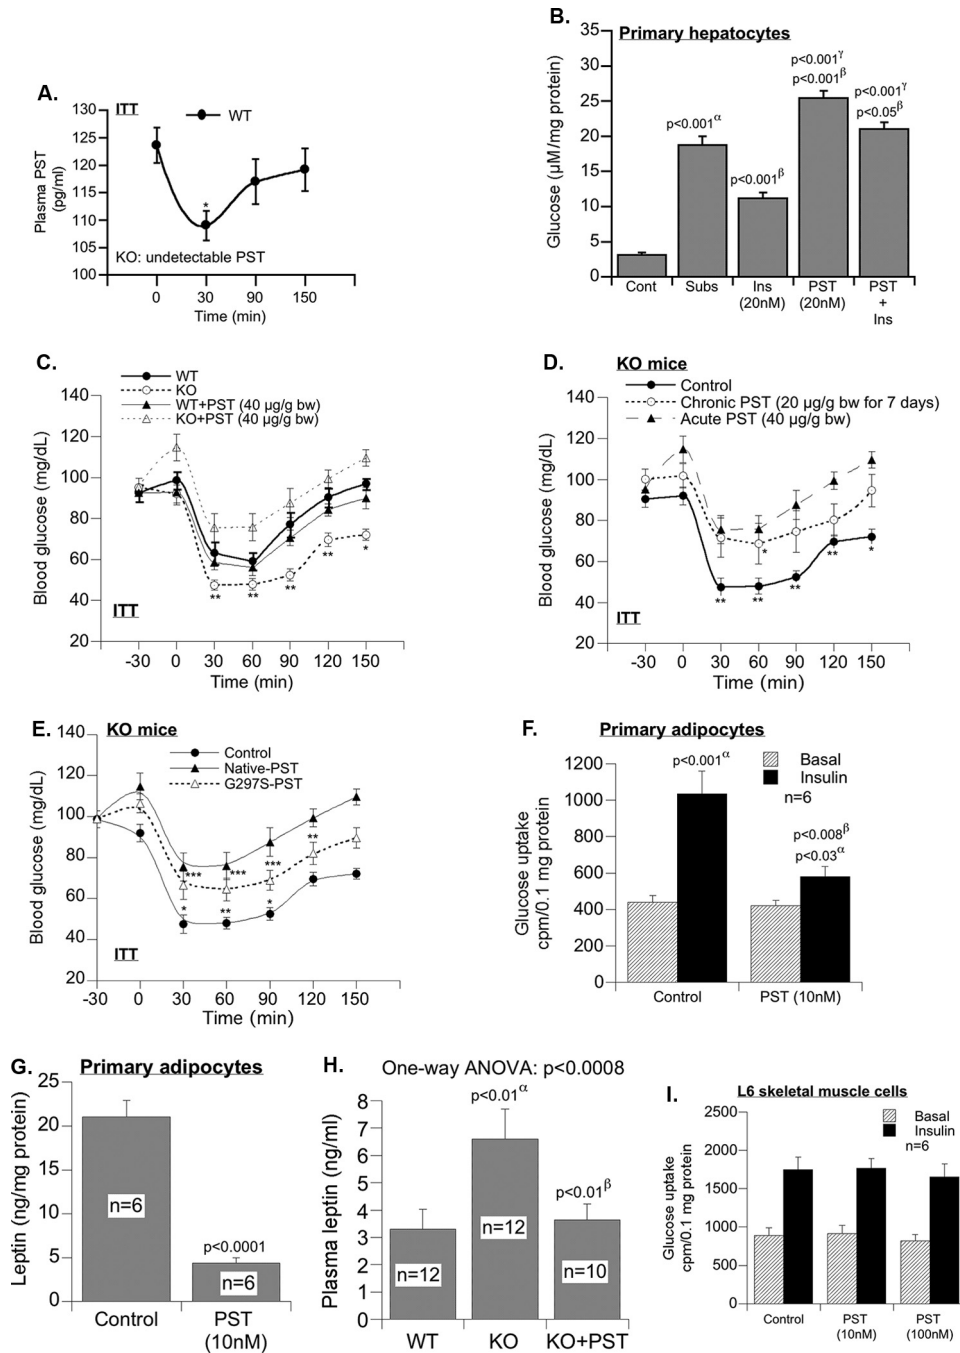 A.
ITT
WT
130
125
120
115
110
105
100
Plasma PST
(pg/ml)
*
KO: undetectable PST
0 30 90 150
Time (min)
B.
Primary hepatocytes
35
30
25
20
15
10
5
0
Glucose (µM/mg protein)
p<0.001α
p<0.001β
p<0.001γ
p<0.001β
p<0.001γ
p<0.05β
Cont Subs Ins PST PST
(20nM) (20nM) +
Ins
C.
WT
KO
WT+PST (40 µg/g bw)
KO+PST (40 µg/g bw)
140
120
100
80
60
40
20
Blood glucose (mg/dL)
** ** ** ** *
ITT
-30 0 30 60 90 120 150
Time (min)
D.
KO mice
Control
Chronic PST (20 µg/g bw for 7 days)
Acute PST (40 µg/g bw)
140
120
100
80
60
40
20
Blood glucose (mg/dL)
*
** ** ** ** *
ITT
-30 0 30 60 90 120 150
Time (min)
E.
KO mice
Control
Native-PST
G297S-PST
140
120
100
80
60
40
20
Blood glucose (mg/dL)
*** *** *** **
* ** *
ITT
-30 0 30 60 90 120 150
Time (min)
F.
Primary adipocytes
Basal
Insulin
n=6
1200
1000
800
600
400
200
0
Glucose uptake
cpm/0.1 mg protein
p<0.001α
p<0.008β
p<0.03α
Control PST (10nM)
G.
Primary adipocytes
25
20
15
10
5
0
Leptin (ng/mg protein)
n=6
p<0.0001
n=6
Control PST
(10nM)
H.
One-way ANOVA: p<0.0008
8
7
6
5
4
3
2
1
0
Plasma leptin (ng/ml)
p<0.01α
p<0.01β
n=12 n=12 n=10
WT KO KO+PST
I.
L6 skeletal muscle cells
Basal
Insulin
n=6
2500
2000
1500
1000
500
0
Glucose uptake
cpm/0.1 mg protein
Control PST PST
(10nM) (100nM)